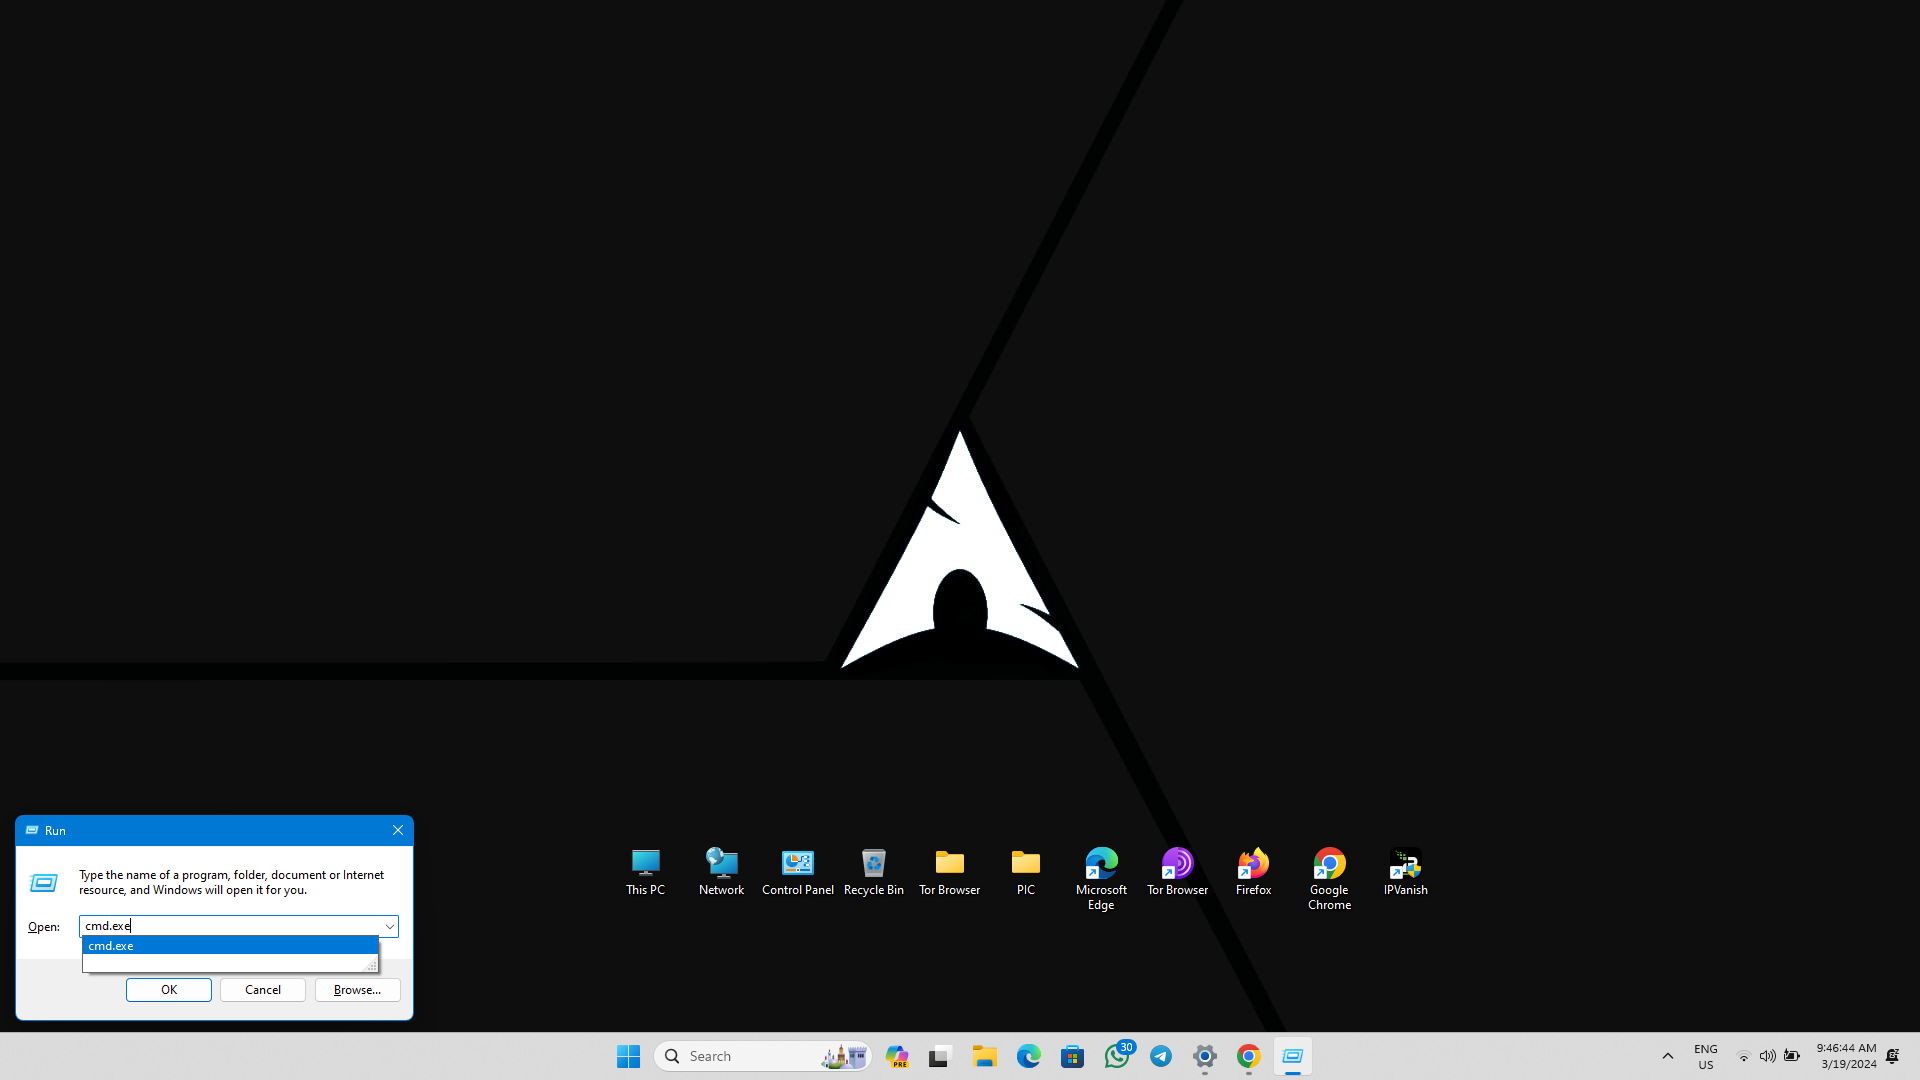 Run
Type the name of a program, folder, document or Internet
resource, and Windows will open it for you.
Open:
cmd.exe
cmd.exe
OK
Cancel
Browse...
This PC
Network
Control Panel
Recycle Bin
Tor Browser
PIC
Microsoft
Edge
Tor Browser
Firefox
Google
Chrome
IPVanish
Search
PRE
30
ENG
US
9:46:44 AM
3/19/2024